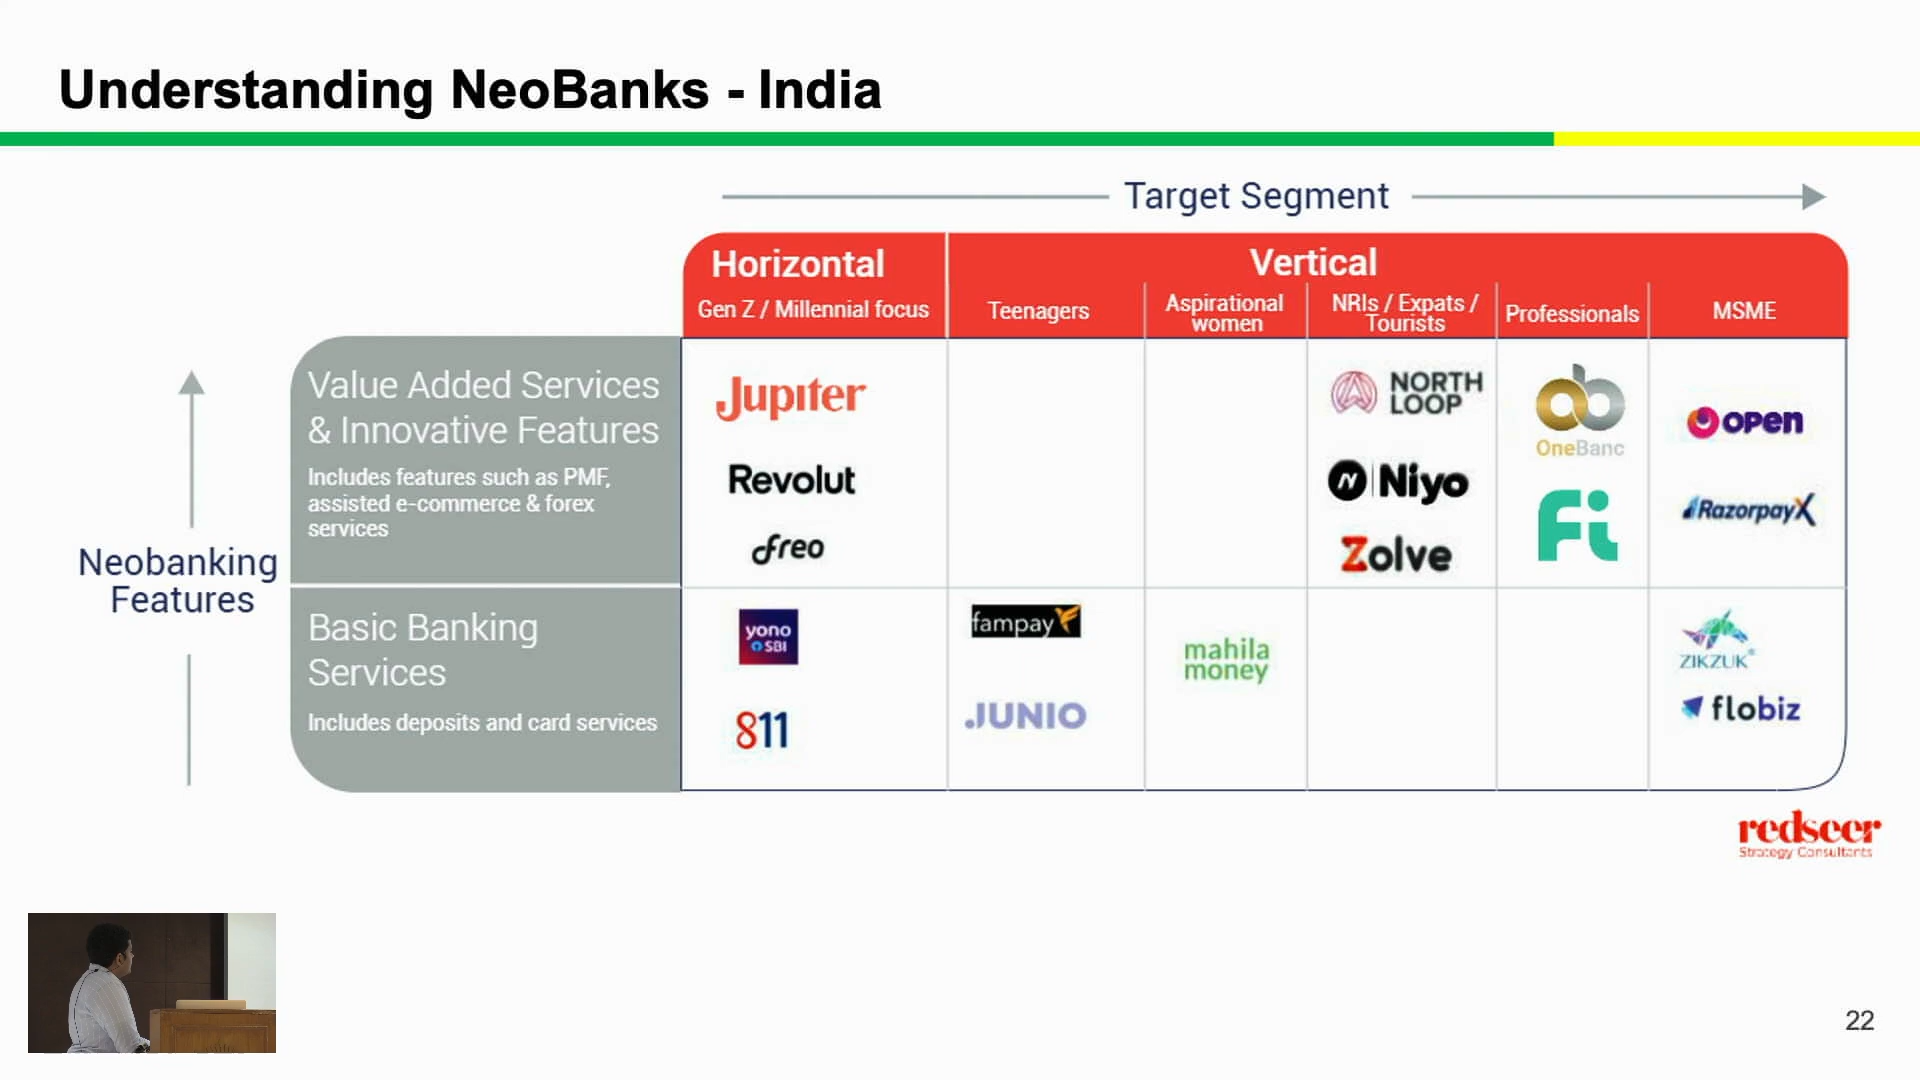 Understanding NeoBanks - India
Target Segment
Horizontal
Gen Z / Millennial focus
Vertical
Teenagers
Aspirational
women
NRIs / Expats /
Tourists
Professionals
MSME
Neobanking
Features
Value Added Services
& Innovative Features
Includes features such as PMF,
assisted e-commerce & forex
services
Jupiter
Revolut
freo
NORTH
LOOP
Niyo
Zolve
OneBanc
Fi
OPEN
RazorpayX
Basic Banking
Services
Includes deposits and card services
yono
SBI
811
fampay
JUNIO
mahila
money
ZIKZUK
flobiz
redseer
Strategy Consultants
22